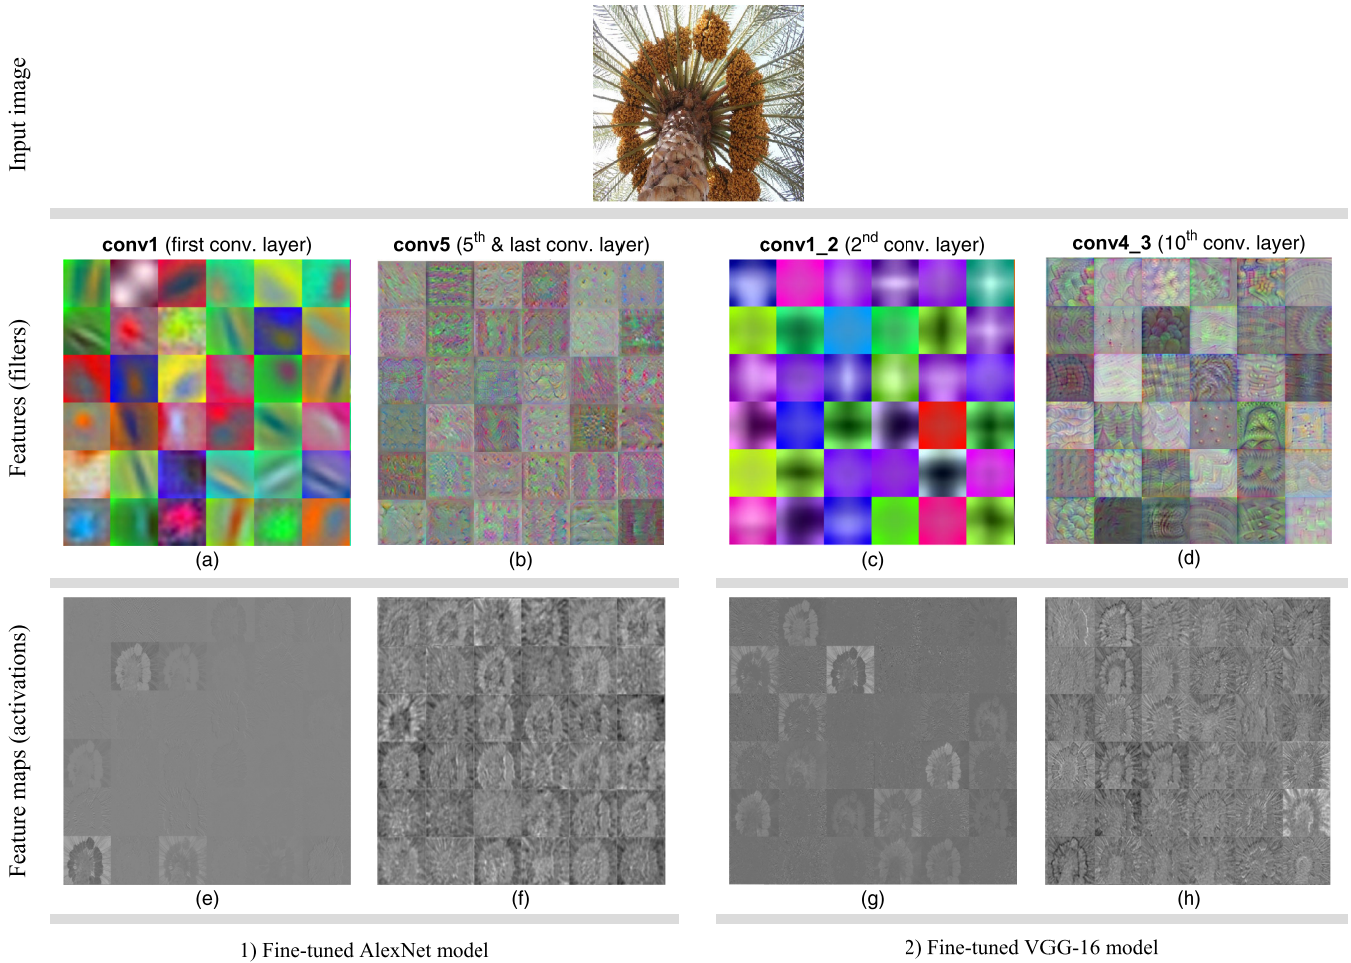 Input image
conv1 (first conv. layer)
conv5 (5th & last conv. layer)
conv1_2 (2nd conv. layer)
conv4_3 (10th conv. layer)
Features (filters)
(a)
(b)
(c)
(d)
Feature maps (activations)
(e)
(f)
(g)
(h)
1) Fine-tuned AlexNet model
2) Fine-tuned VGG-16 model